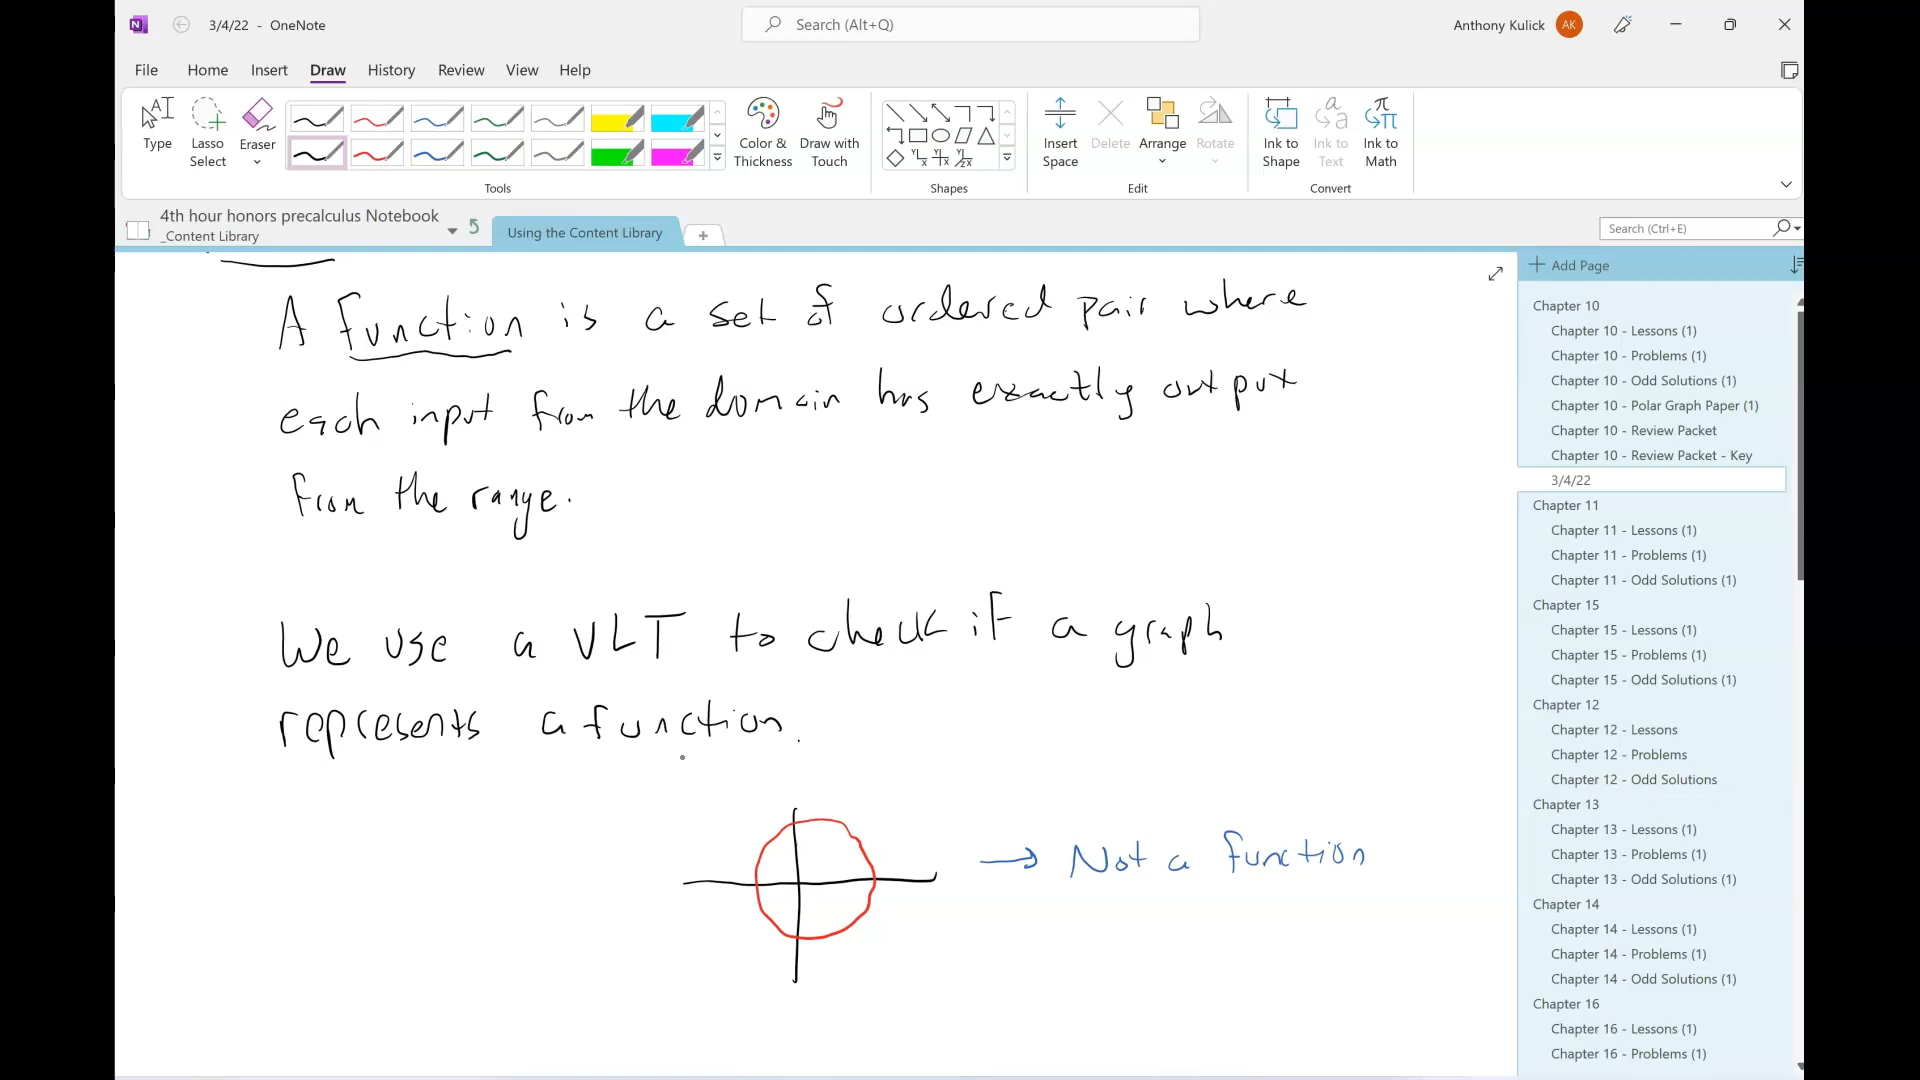 3/4/22 - OneNote
Search (Alt+Q)
Anthony Kulick AK
File Home Insert Draw History Review View Help
Type
Lasso Select
Eraser
Color & Thickness
Draw with Touch
Insert Space
Delete
Arrange
Rotate
Ink to Shape
Ink to Text
Ink to Math
Tools Shapes Edit Convert
4th hour honors precalculus Notebook
_Content Library
Using the Content Library
Search (Ctrl+E)
A function is a set of ordered pair where
each input from the domain has exactly output
from the range.
We use a VLT to check if a graph
represents a function.
→ Not a function
Add Page
Chapter 10
Chapter 10 - Lessons (1)
Chapter 10 - Problems (1)
Chapter 10 - Odd Solutions (1)
Chapter 10 - Polar Graph Paper (1)
Chapter 10 - Review Packet
Chapter 10 - Review Packet - Key
3/4/22
Chapter 11
Chapter 11 - Lessons (1)
Chapter 11 - Problems (1)
Chapter 11 - Odd Solutions (1)
Chapter 15
Chapter 15 - Lessons (1)
Chapter 15 - Problems (1)
Chapter 15 - Odd Solutions (1)
Chapter 12
Chapter 12 - Lessons
Chapter 12 - Problems
Chapter 12 - Odd Solutions
Chapter 13
Chapter 13 - Lessons (1)
Chapter 13 - Problems (1)
Chapter 13 - Odd Solutions (1)
Chapter 14
Chapter 14 - Lessons (1)
Chapter 14 - Problems (1)
Chapter 14 - Odd Solutions (1)
Chapter 16
Chapter 16 - Lessons (1)
Chapter 16 - Problems (1)